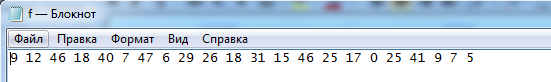 f — Блокнот
Файл Правка Формат Вид Справка
9 12 46 18 40 7 47 6 29 26 18 31 15 46 25 17 0 25 41 9 7 5